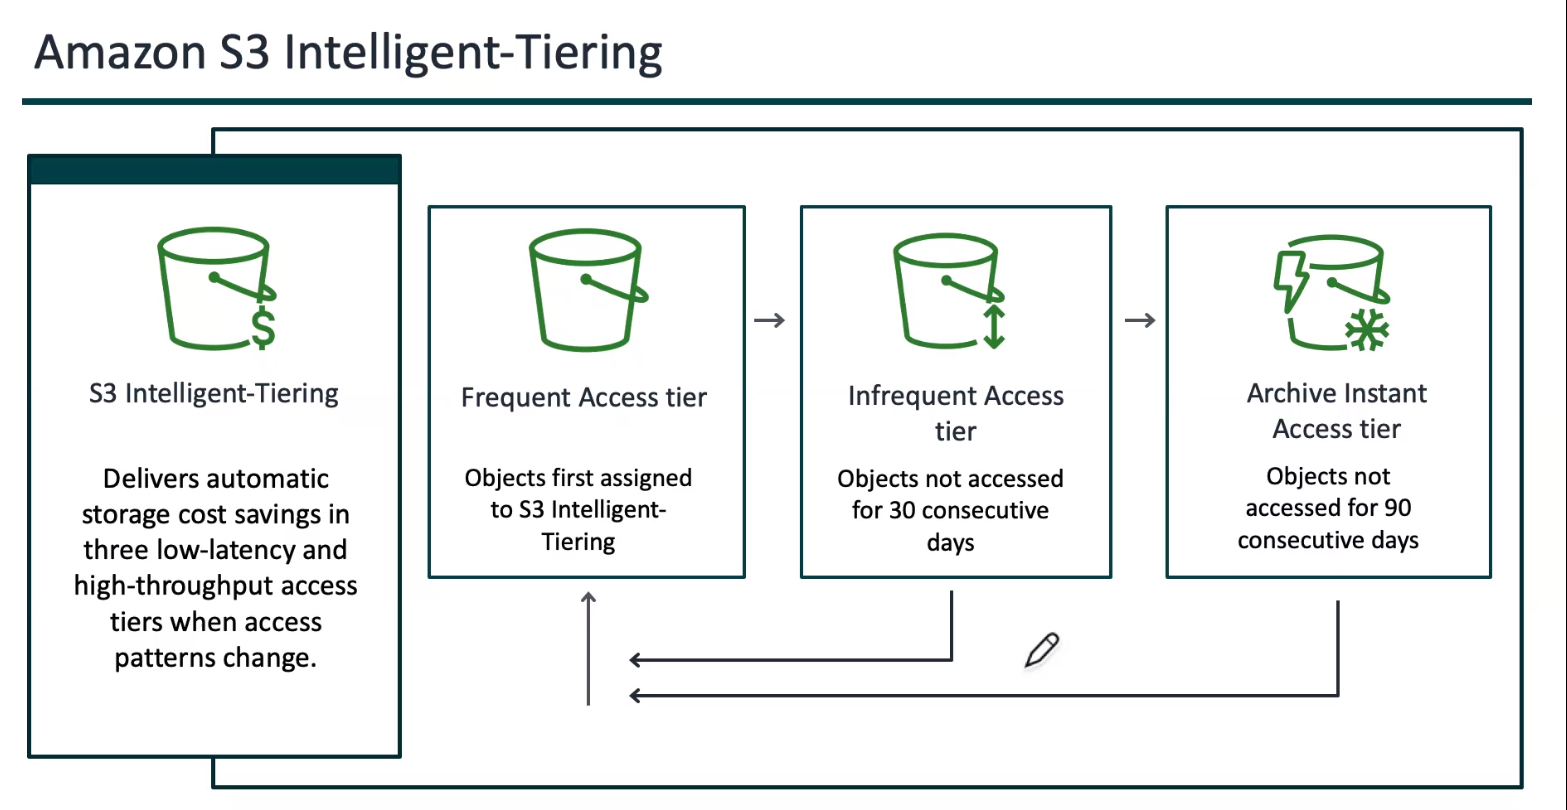 Amazon S3 Intelligent-Tiering
$
S3 Intelligent-Tiering
Delivers automatic
storage cost savings in
three low-latency and
high-throughput access
tiers when access
patterns change.
Frequent Access tier
Objects first assigned
to S3 Intelligent-
Tiering
Infrequent Access
tier
Objects not accessed
for 30 consecutive
days
Archive Instant
Access tier
Objects not
accessed for 90
consecutive days